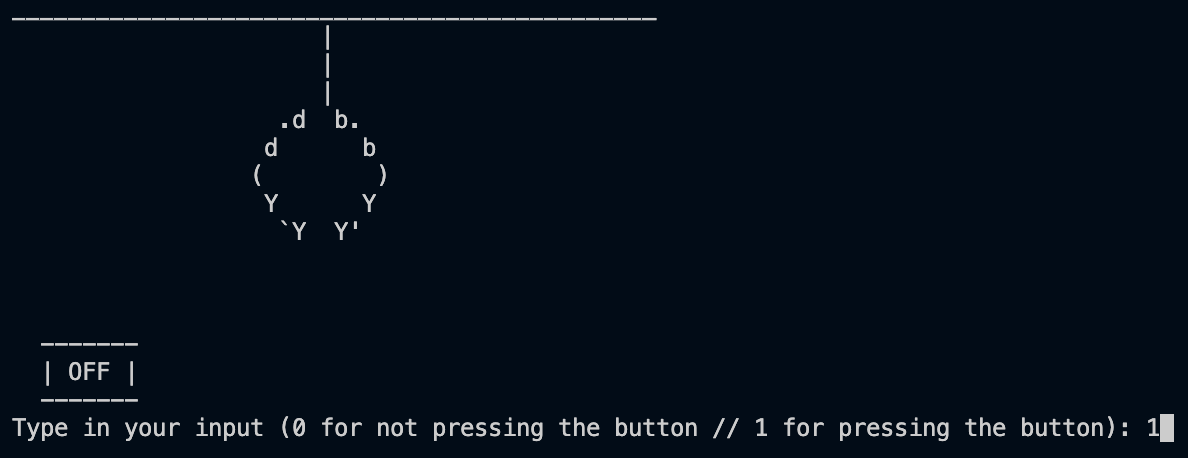 .d  b.
d      b
(        )
Y      Y
`Y  Y'
| OFF |
Type in your input (0 for not pressing the button // 1 for pressing the button): 1